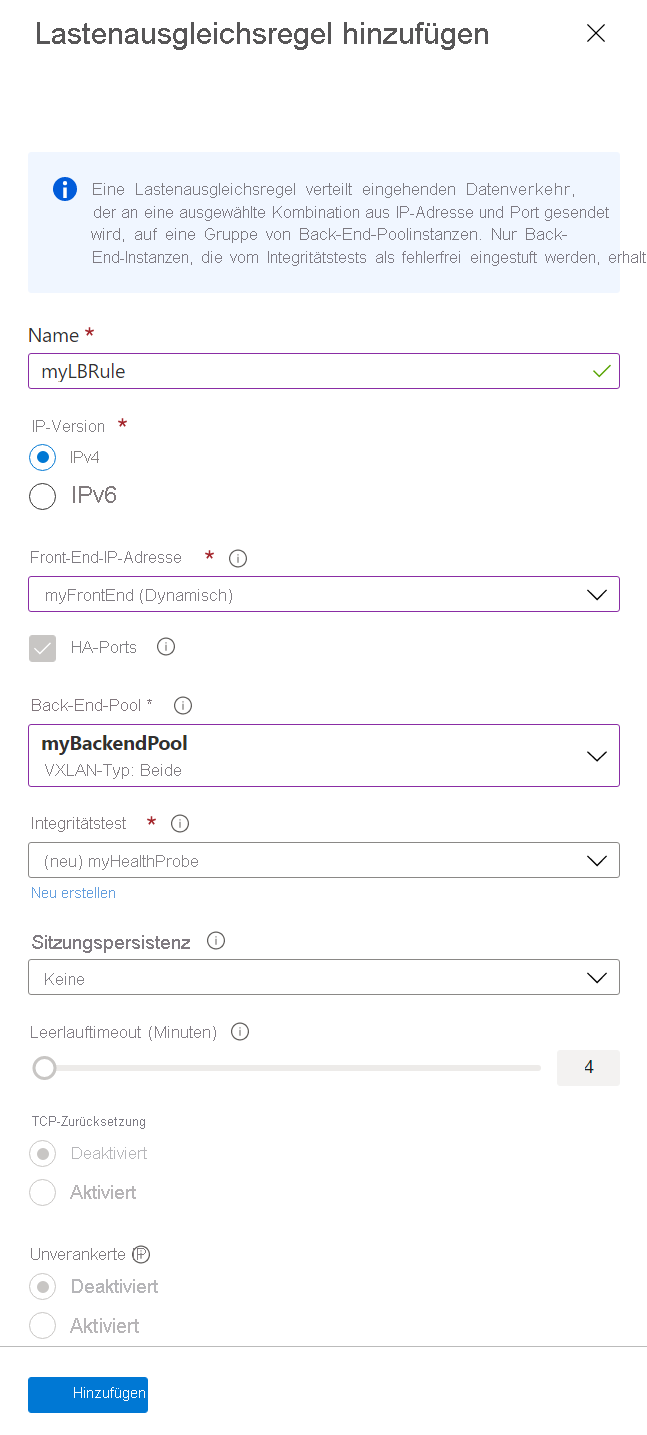 Lastenausgleichsregel hinzufügen
Eine Lastenausgleichsregel verteilt eingehenden Datenverkehr,
der an eine ausgewählte Kombination aus IP-Adresse und Port gesendet
wird, auf eine Gruppe von Back-End-Poolinstanzen. Nur Back-
End-Instanzen, die vom Integritätstests als fehlerfrei eingestuft werden, erhalt
Name *
myLBRule
IP-Version *
IPv4
IPv6
Front-End-IP-Adresse *
myFrontEnd (Dynamisch)
HA-Ports
Back-End-Pool *
myBackendPool
VXLAN-Typ: Beide
Integritätstest *
(neu) myHealthProbe
Neu erstellen
Sitzungspersistenz
Keine
Leerlauftimeout (Minuten)
4
TCP-Zurücksetzung
Deaktiviert
Aktiviert
Unverankerte IP
Deaktiviert
Aktiviert
Hinzufügen